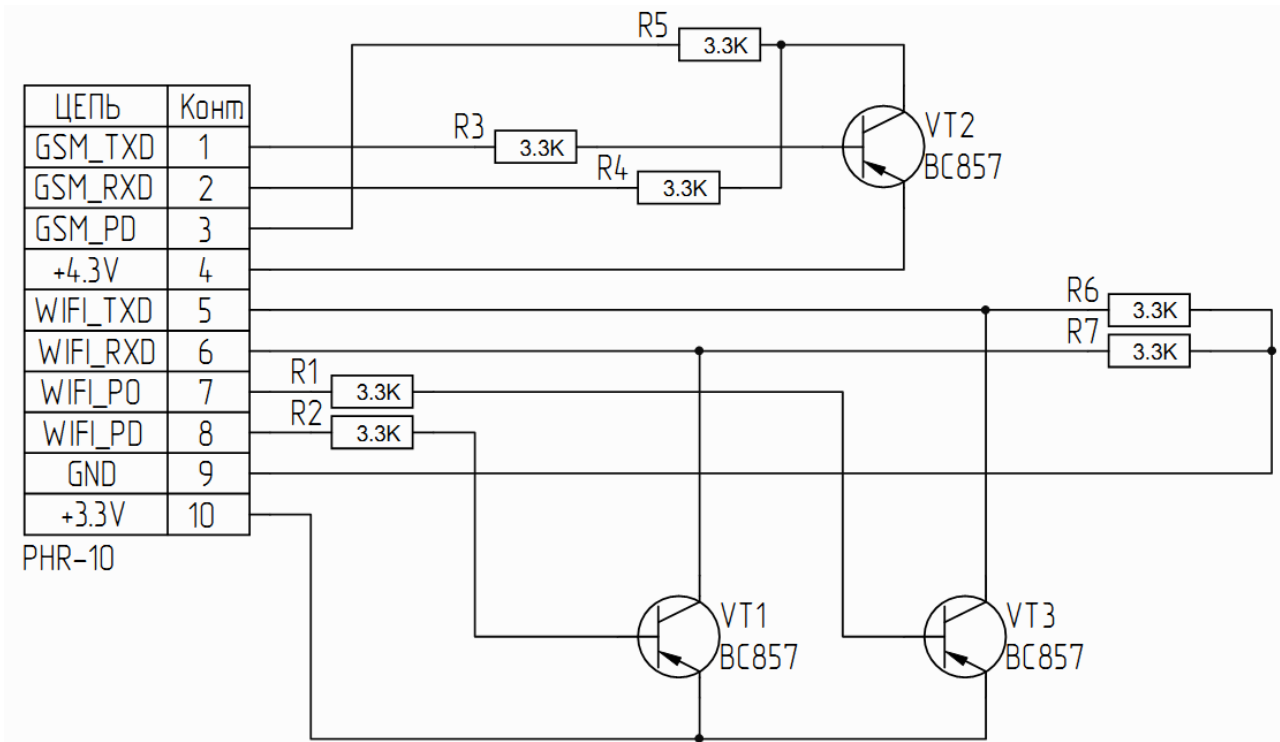 R5
3.3K
ЦЕПЬ Конт
GSM_TXD 1
R3
3.3K
VT2
BC857
GSM_RXD 2
R4
3.3K
GSM_PD 3
+4.3V 4
WIFI_TXD 5
R6
3.3K
WIFI_RXD 6
R7
3.3K
WIFI_PO 7
R1
3.3K
WIFI_PD 8
R2
3.3K
GND 9
+3.3V 10
PHR-10
VT1
BC857
VT3
BC857